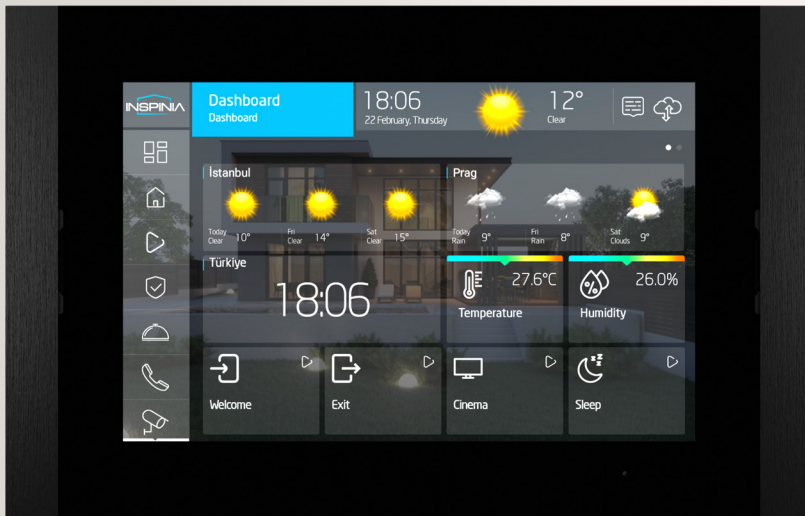 INSPINIA
Dashboard
Dashboard
18:06
22 February, Thursday
12°
Clear
İstanbul
Today
Clear
10°
Fri
Clear
14°
Sat
Clear
15°
Prag
Today
Rain
9°
Fri
Rain
8°
Sat
Clouds
9°
Türkiye
18:06
27.6°C
Temperature
%
26.0%
Humidity
Welcome
Exit
Cinema
z z z
Sleep